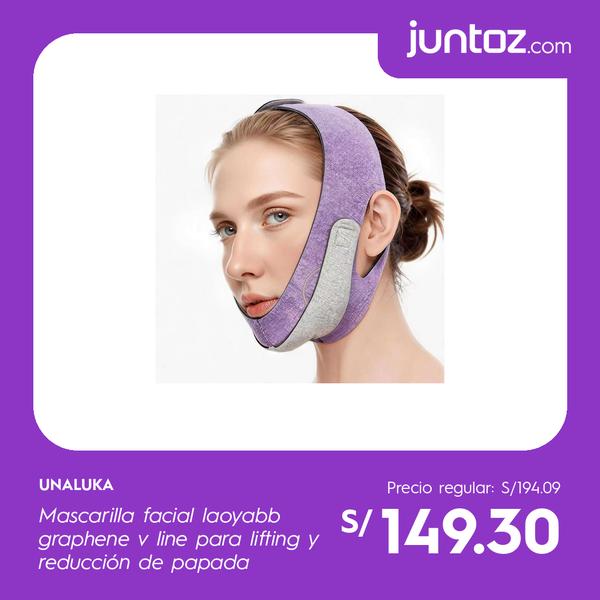 juntoz.com
UNALUKA
Mascarilla facial laoyabb
graphene v line para lifting y
reducción de papada
Precio regular: S/194.09
S/149.30